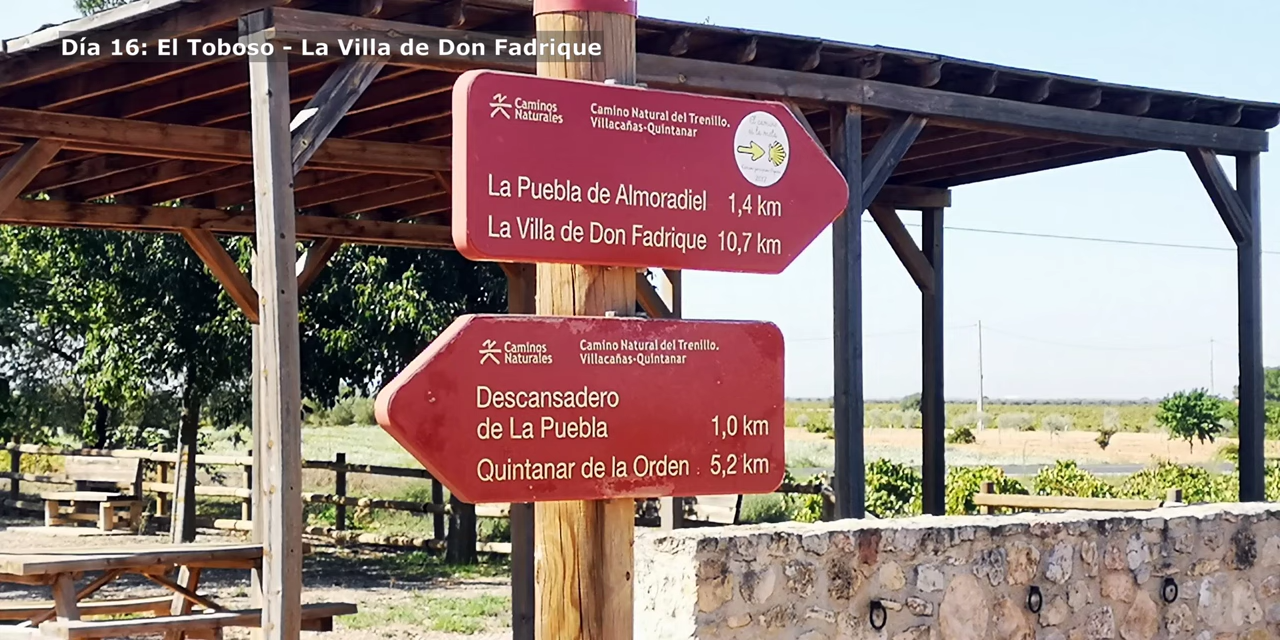 Día 16: El Toboso - La Villa de Don Fadrique
Caminos
Naturales
Camino Natural del Trenillo.
Villacañas-Quintanar
La Puebla de Almoradiel 1,4 km
La Villa de Don Fadrique 10,7 km
Caminos
Naturales
Camino Natural del Trenillo.
Villacañas-Quintanar
Descansadero
de La Puebla 1,0 km
Quintanar de la Orden 5,2 km